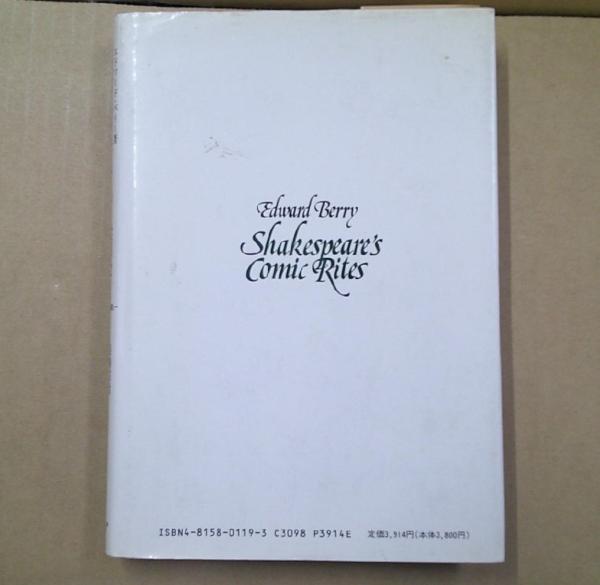 Edward Berry
Shakespeare's
Comic Rites
ISBN4-8158-0119-3 C3098 P3914E 定価3,914円(本体3,800円)